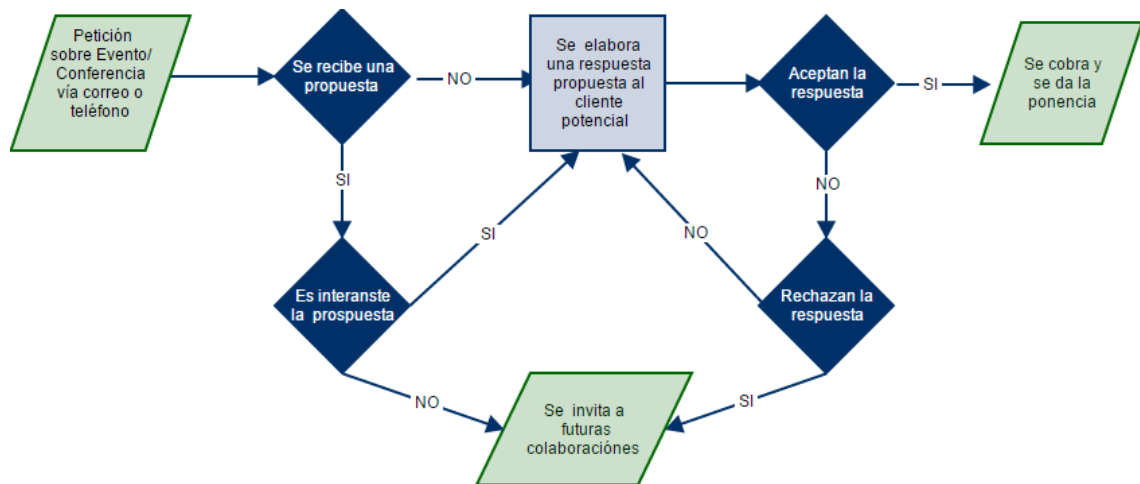 Petición
sobre Evento/
Conferencia
vía correo o
teléfono
Se recibe una
propuesta
NO
Se elabora
una respuesta
propuesta al
cliente
potencial
Aceptan la
respuesta
SI
Se cobra y
se da la
ponencia
SI
NO
SI
NO
Es interanste
la prospuesta
Rechazan la
respuesta
NO
SI
Se invita a
futuras
colaboraciónes